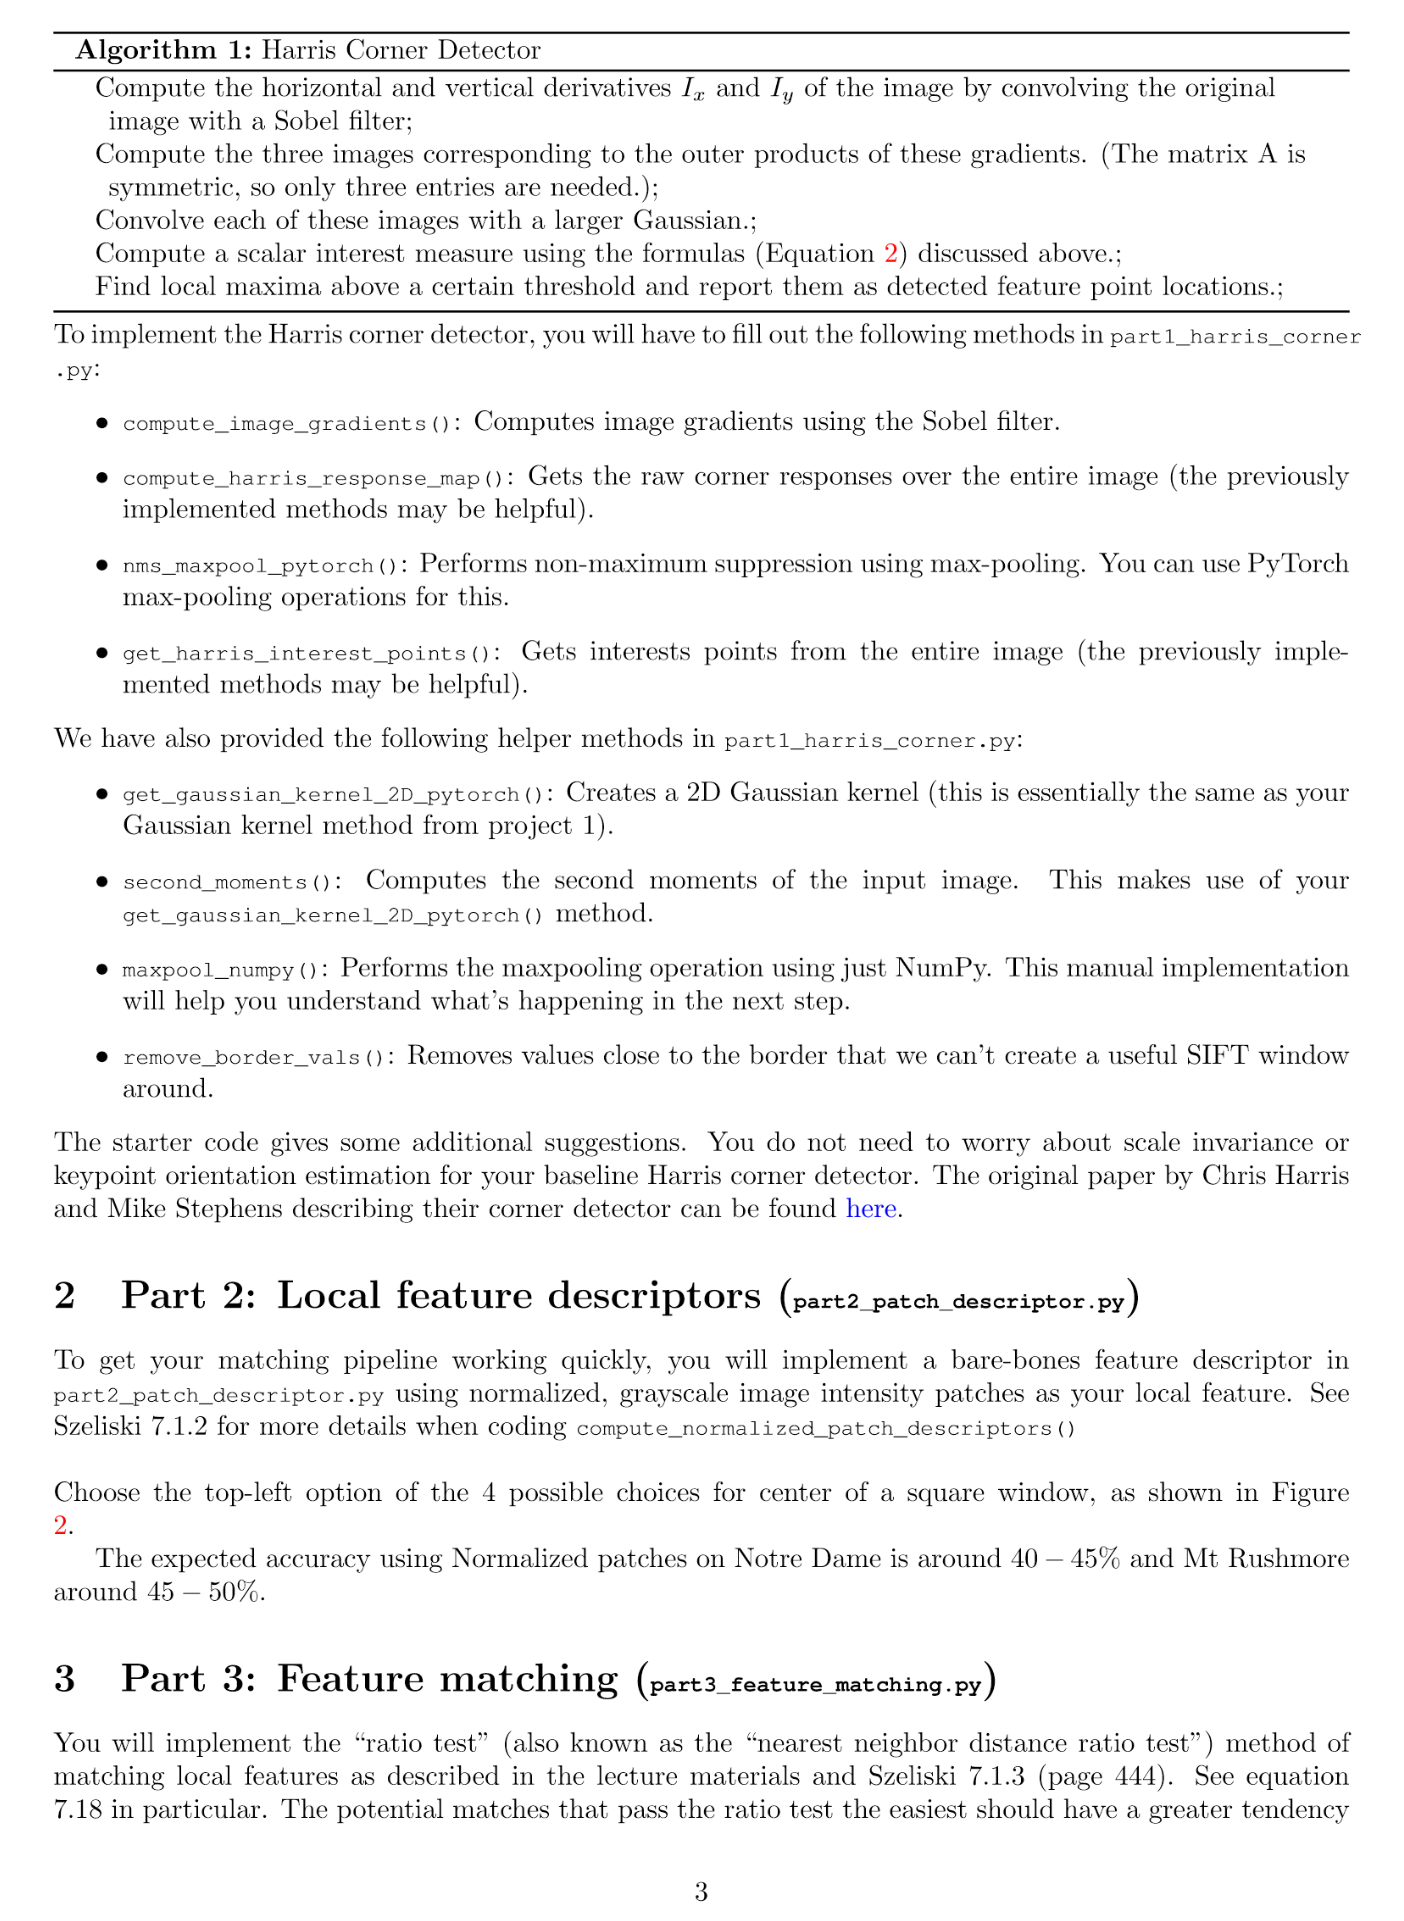 Algorithm 1: Harris Corner Detector
Compute the horizontal and vertical derivatives Iₓ and I_y of the image by convolving the original
image with a Sobel filter;
Compute the three images corresponding to the outer products of these gradients. (The matrix A is
symmetric, so only three entries are needed.);
Convolve each of these images with a larger Gaussian.;
Compute a scalar interest measure using the formulas (Equation 2) discussed above.;
Find local maxima above a certain threshold and report them as detected feature point locations.;
To implement the Harris corner detector, you will have to fill out the following methods in part1_harris_corner
.py:
• compute_image_gradients(): Computes image gradients using the Sobel filter.
• compute_harris_response_map(): Gets the raw corner responses over the entire image (the previously
implemented methods may be helpful).
• nms_maxpool_pytorch(): Performs non-maximum suppression using max-pooling. You can use PyTorch
max-pooling operations for this.
• get_harris_interest_points(): Gets interests points from the entire image (the previously imple-
mented methods may be helpful).
We have also provided the following helper methods in part1_harris_corner.py:
• get_gaussian_kernel_2D_pytorch(): Creates a 2D Gaussian kernel (this is essentially the same as your
Gaussian kernel method from project 1).
• second_moments(): Computes the second moments of the input image. This makes use of your
get_gaussian_kernel_2D_pytorch() method.
• maxpool_numpy(): Performs the maxpooling operation using just NumPy. This manual implementation
will help you understand what's happening in the next step.
• remove_border_vals(): Removes values close to the border that we can't create a useful SIFT window
around.
The starter code gives some additional suggestions. You do not need to worry about scale invariance or
keypoint orientation estimation for your baseline Harris corner detector. The original paper by Chris Harris
and Mike Stephens describing their corner detector can be found here.
2 Part 2: Local feature descriptors (part2_patch_descriptor.py)
To get your matching pipeline working quickly, you will implement a bare-bones feature descriptor in
part2_patch_descriptor.py using normalized, grayscale image intensity patches as your local feature. See
Szeliski 7.1.2 for more details when coding compute_normalized_patch_descriptors()
Choose the top-left option of the 4 possible choices for center of a square window, as shown in Figure
2.
The expected accuracy using Normalized patches on Notre Dame is around 40 − 45% and Mt Rushmore
around 45 − 50%.
3 Part 3: Feature matching (part3_feature_matching.py)
You will implement the “ratio test” (also known as the “nearest neighbor distance ratio test”) method of
matching local features as described in the lecture materials and Szeliski 7.1.3 (page 444). See equation
7.18 in particular. The potential matches that pass the ratio test the easiest should have a greater tendency
3